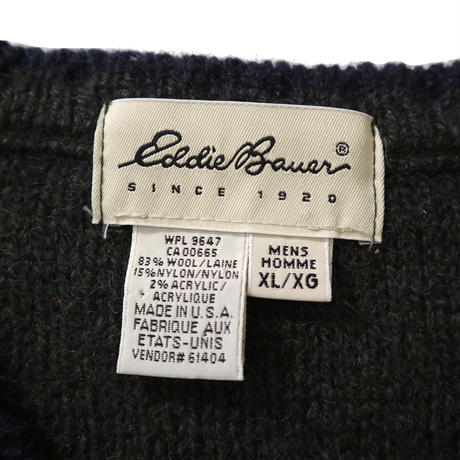 Eddie Bauer®
SINCE 1920
WPL 9647
CA00665
83% WOOL/LAINE
15%NYLON/NYLON
2% ACRYLIC/
ACRYLIQUE
MADE IN U.S.A.
FABRIQUE AUX
ETATS-UNIS
VENDOR# 61404
MENS
HOMME
XL/XG